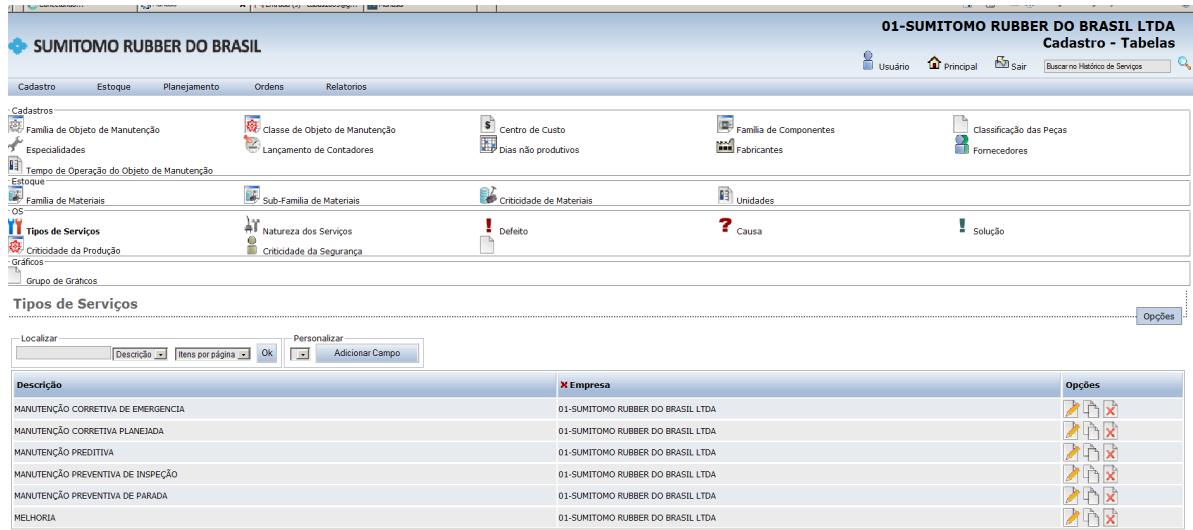 01-SUMITOMO RUBBER DO BRASIL LTDA
SUMITOMO RUBBER DO BRASIL
Cadastro - Tabelas
Usuário Principal Sair Buscar no Histórico de Serviços
Cadastro Estoque Planejamento Ordens Relatorios
Cadastros
Família de Objeto de Manutenção Classe de Objeto de Manutenção Centro de Custo Família de Componentes Classificação das Peças
Especialidades Lançamento de Contadores Dias não produtivos Fabricantes Fornecedores
Tempo de Operação do Objeto de Manutenção
Estoque
Família de Materiais Sub-Familia de Materiais Criticidade de Materiais Unidades
OS
Tipos de Serviços Natureza dos Serviços Defeito Causa Solução
Criticidade da Produção Criticidade da Segurança
Gráficos
Grupo de Gráficos
Tipos de Serviços
Opções
Localizar Personalizar
Descrição Itens por página Ok Adicionar Campo
Descrição Empresa Opções
MANUTENÇÃO CORRETIVA DE EMERGENCIA 01-SUMITOMO RUBBER DO BRASIL LTDA
MANUTENÇÃO CORRETIVA PLANEJADA 01-SUMITOMO RUBBER DO BRASIL LTDA
MANUTENÇÃO PREDITIVA 01-SUMITOMO RUBBER DO BRASIL LTDA
MANUTENÇÃO PREVENTIVA DE INSPEÇÃO 01-SUMITOMO RUBBER DO BRASIL LTDA
MANUTENÇÃO PREVENTIVA DE PARADA 01-SUMITOMO RUBBER DO BRASIL LTDA
MELHORIA 01-SUMITOMO RUBBER DO BRASIL LTDA